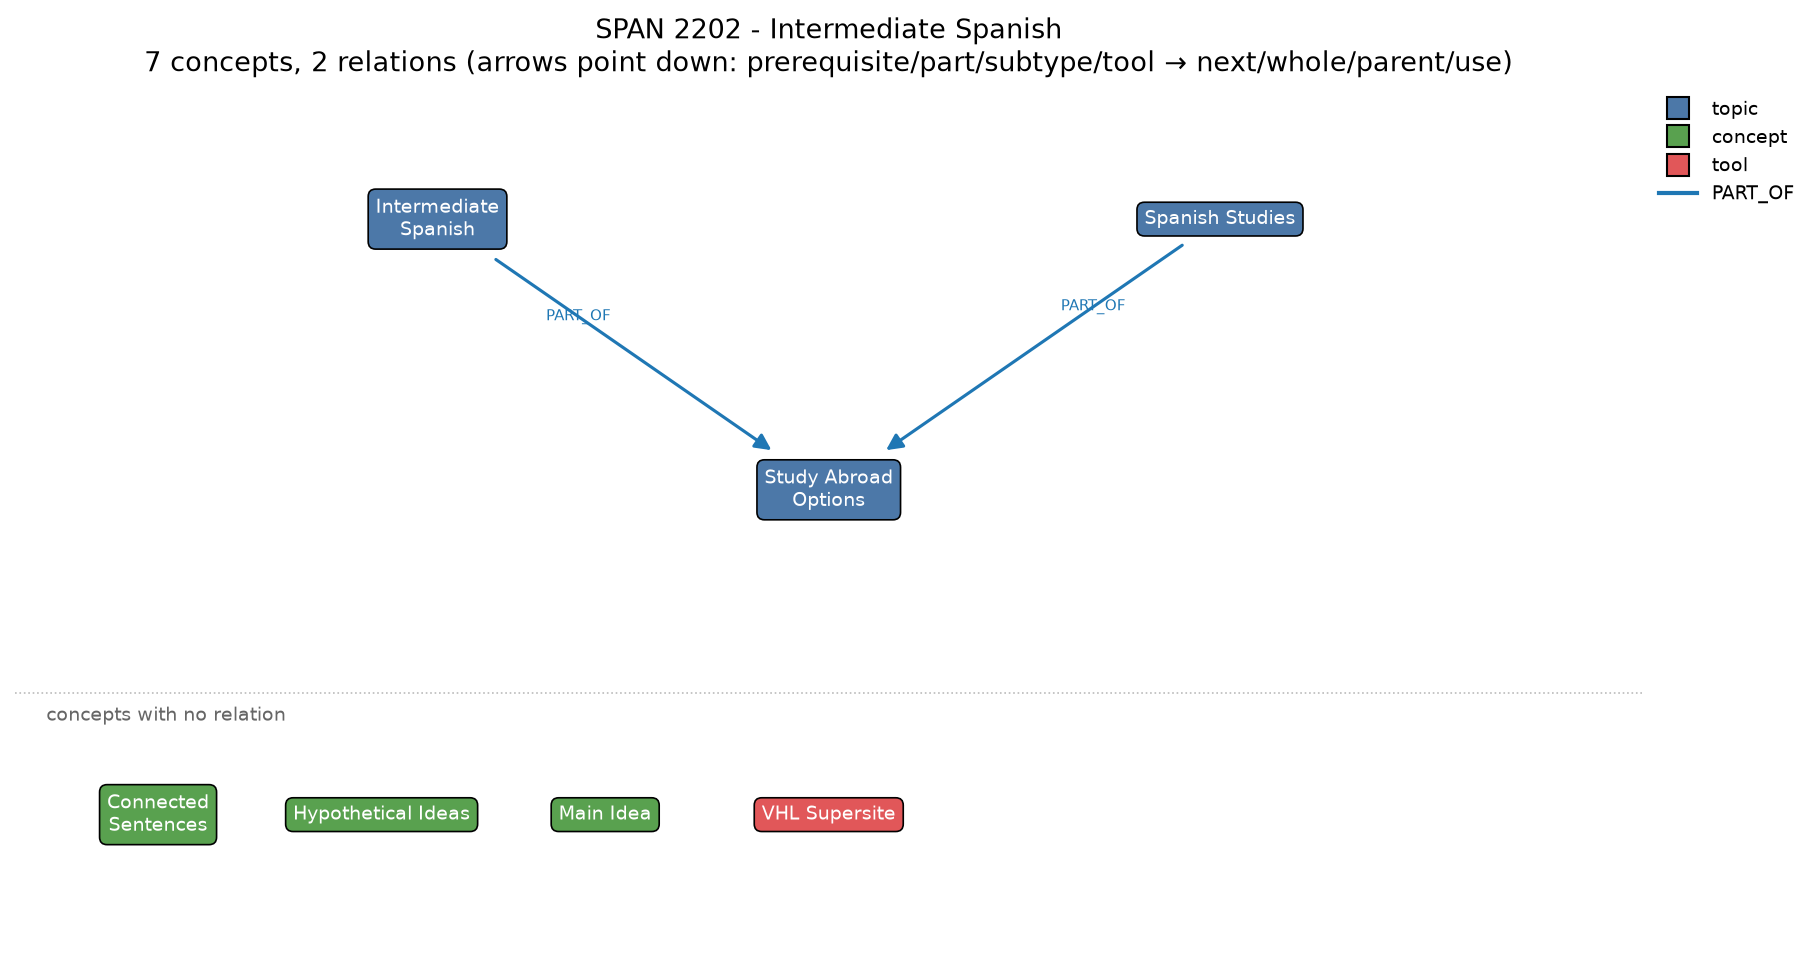 SPAN 2202 - Intermediate Spanish
7 concepts, 2 relations (arrows point down: prerequisite/part/subtype/tool → next/whole/parent/use)
topic
concept
tool
PART_OF
Intermediate
Spanish
Spanish Studies
PART_OF
PART_OF
Study Abroad
Options
concepts with no relation
Connected
Sentences
Hypothetical Ideas
Main Idea
VHL Supersite